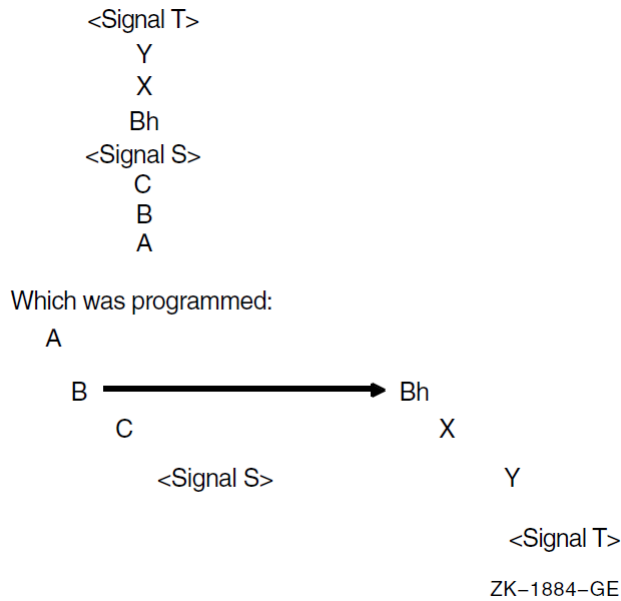 <Signal T>
Y
X
Bh
<Signal S>
C
B
A
Which was programmed:
A
B Bh
C X
<Signal S> Y
<Signal T>
ZK–1884–GE